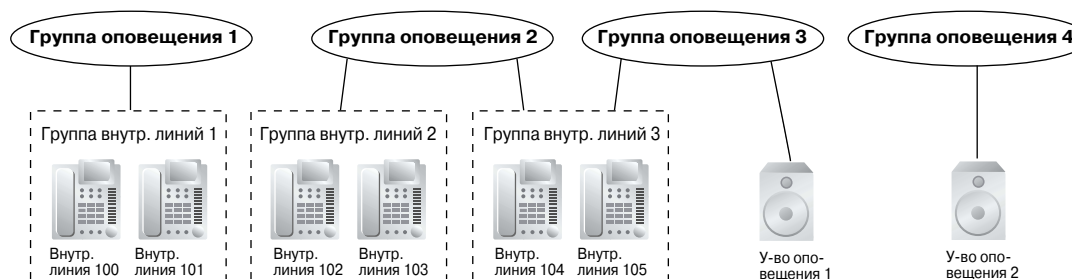 Группа оповещения 1
Группа оповещения 2
Группа оповещения 3
Группа оповещения 4
Группа внутр. линий 1
Группа внутр. линий 2
Группа внутр. линий 3
Внутр.
линия 100
Внутр.
линия 101
Внутр.
линия 102
Внутр.
линия 103
Внутр.
линия 104
Внутр.
линия 105
У-во опо-
вещения 1
У-во опо-
вещения 2